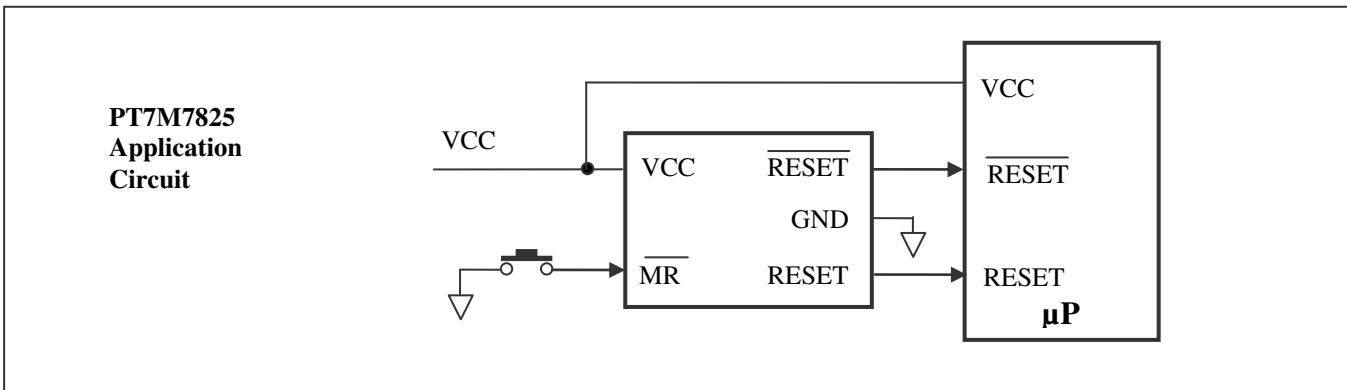 PT7M7825
Application
Circuit
VCC
VCC
RESET
GND
MR
RESET
VCC
RESET
RESET
µP